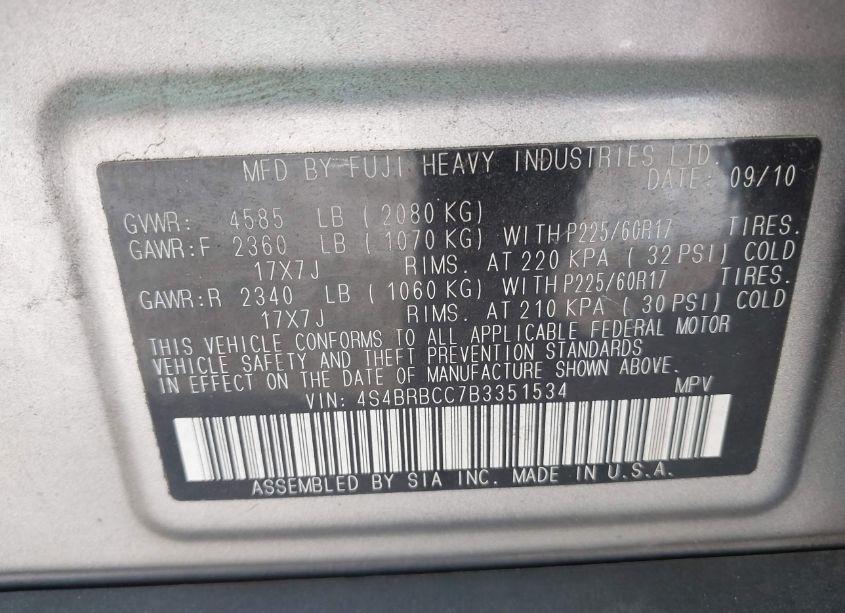 MFD BY FUJI HEAVY INDUSTRIES LTD.
DATE: 09/10
GVWR: 4585 LB ( 2080 KG)
GAWR:F 2360 LB ( 1070 KG) WITH P225/60R17 TIRES.
17X7J RIMS. AT 220 KPA ( 32 PSI) COLD
GAWR:R 2340 LB ( 1060 KG) WITH P225/60R17 TIRES.
17X7J RIMS. AT 210 KPA ( 30 PSI) COLD
THIS VEHICLE CONFORMS TO ALL APPLICABLE FEDERAL MOTOR
VEHICLE SAFETY AND THEFT PREVENTION STANDARDS
IN EFFECT ON THE DATE OF MANUFACTURE SHOWN ABOVE.
VIN: 4S4BRBCC7B3351534 MPV
ASSEMBLED BY SIA INC. MADE IN U.S.A.